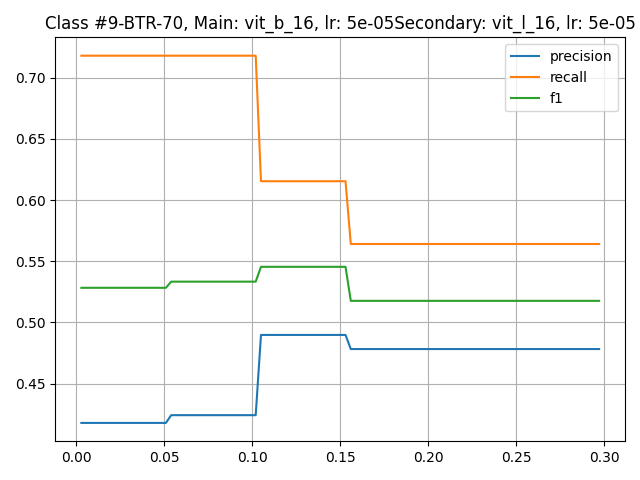 Class #9-BTR-70, Main: vit_b_16, lr: 5e-05Secondary: vit_l_16, lr: 5e-05
precision
recall
f1
0.70
0.65
0.60
0.55
0.50
0.45
0.00 0.05 0.10 0.15 0.20 0.25 0.30